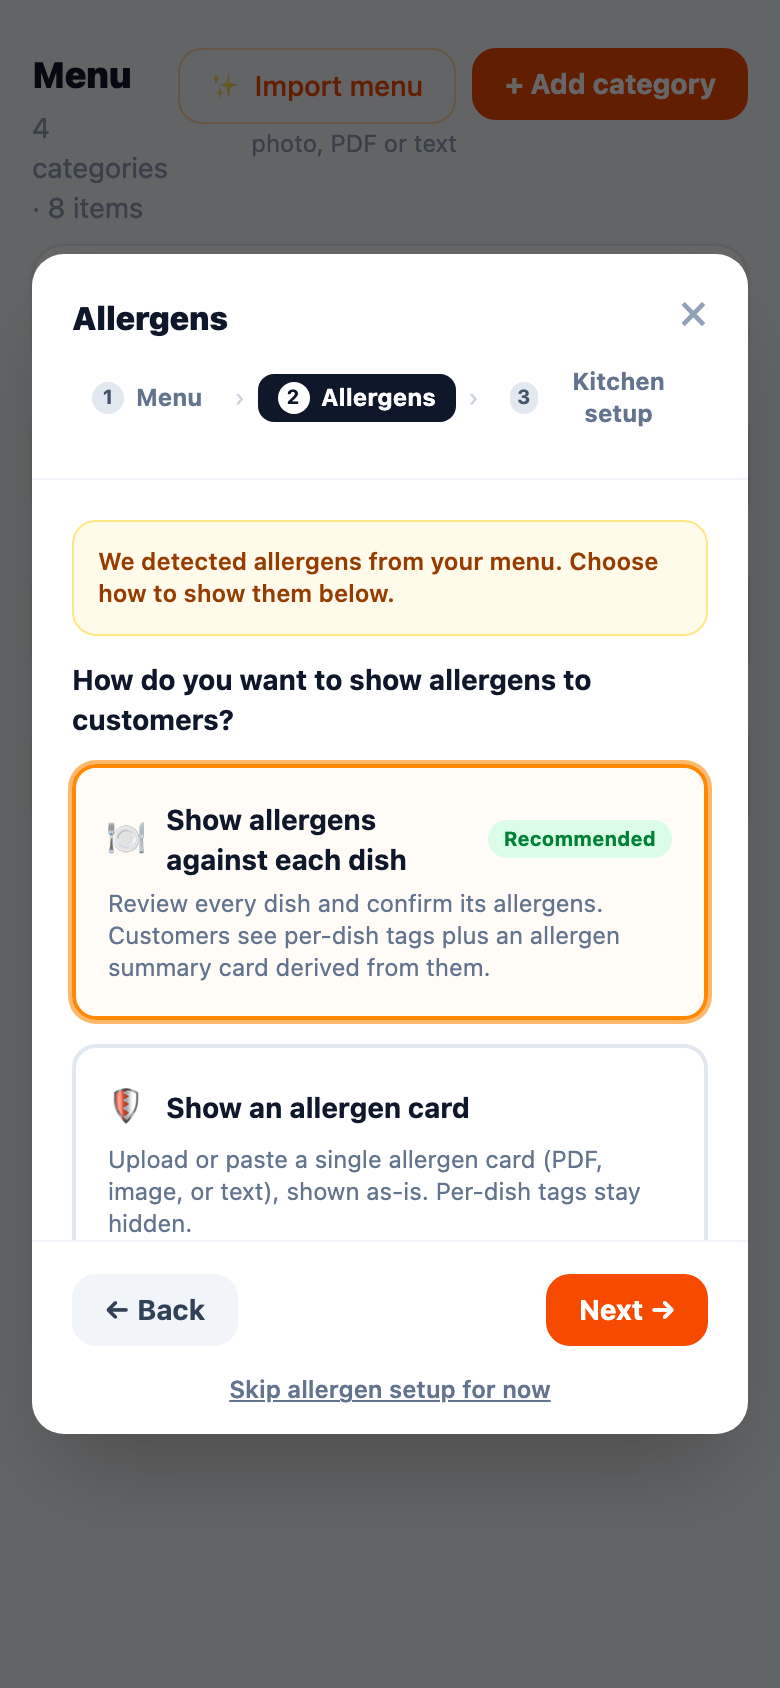 Menu
✨ Import menu
+ Add category
4
categories
· 8 items
photo, PDF or text
Allergens
×
1 Menu › 2 Allergens › 3 Kitchen
setup
We detected allergens from your menu. Choose
how to show them below.
How do you want to show allergens to
customers?
Show allergens
against each dish
Recommended
Review every dish and confirm its allergens.
Customers see per-dish tags plus an allergen
summary card derived from them.
Show an allergen card
Upload or paste a single allergen card (PDF,
image, or text), shown as-is. Per-dish tags stay
hidden.
← Back
Next →
Skip allergen setup for now